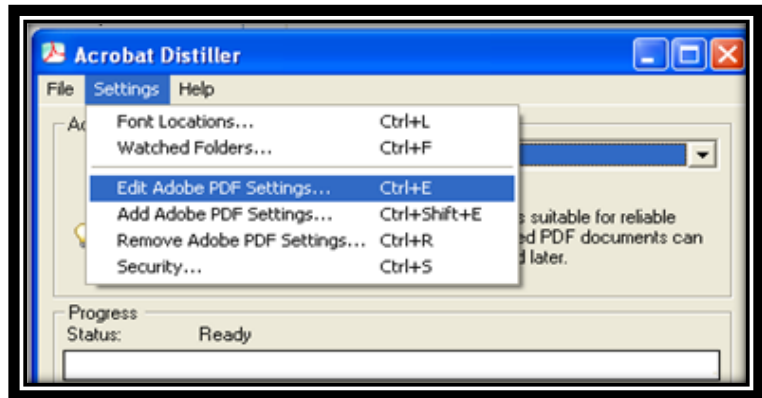 Acrobat Distiller
File Settings Help
Font Locations... Ctrl+L
Watched Folders... Ctrl+F
Edit Adobe PDF Settings... Ctrl+E
Add Adobe PDF Settings... Ctrl+Shift+E
suitable for reliable
Remove Adobe PDF Settings... Ctrl+R
PDF documents can
Security... Ctrl+S
later.
Progress
Status: Ready